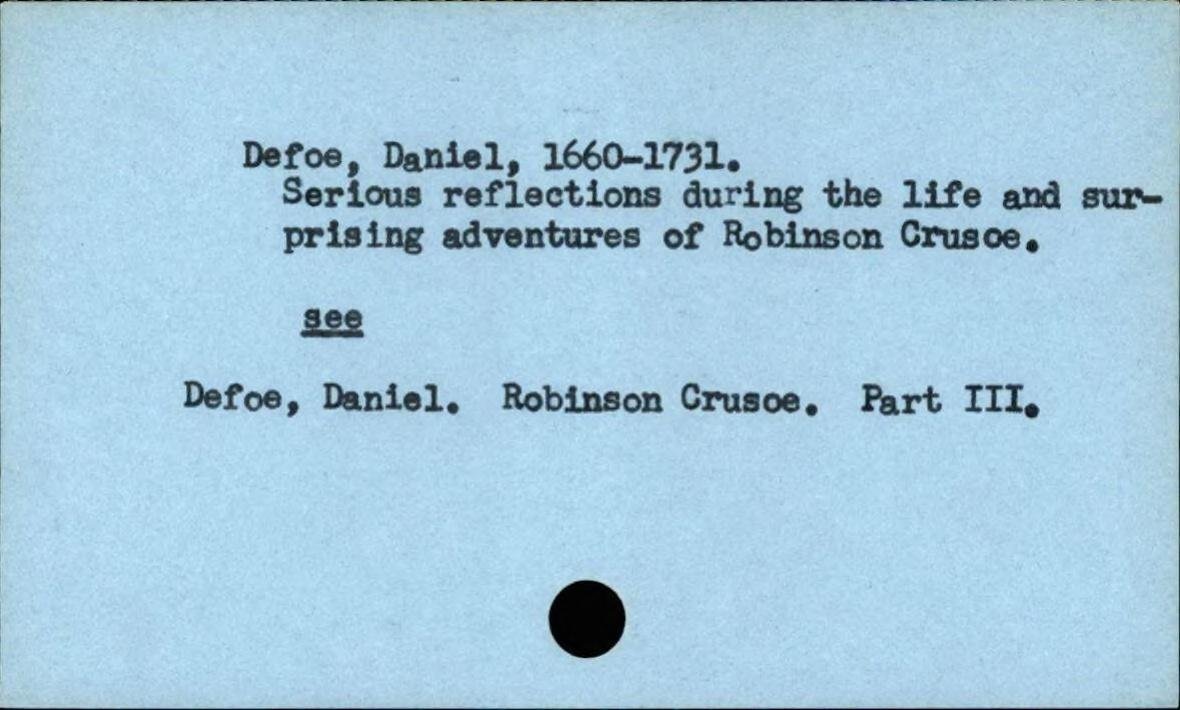 Defoe, Daniel, 1660-1731.
Serious reflections during the life and sur-
prising adventures of Robinson Crusoe.
see
Defoe, Daniel. Robinson Crusoe. Part III.